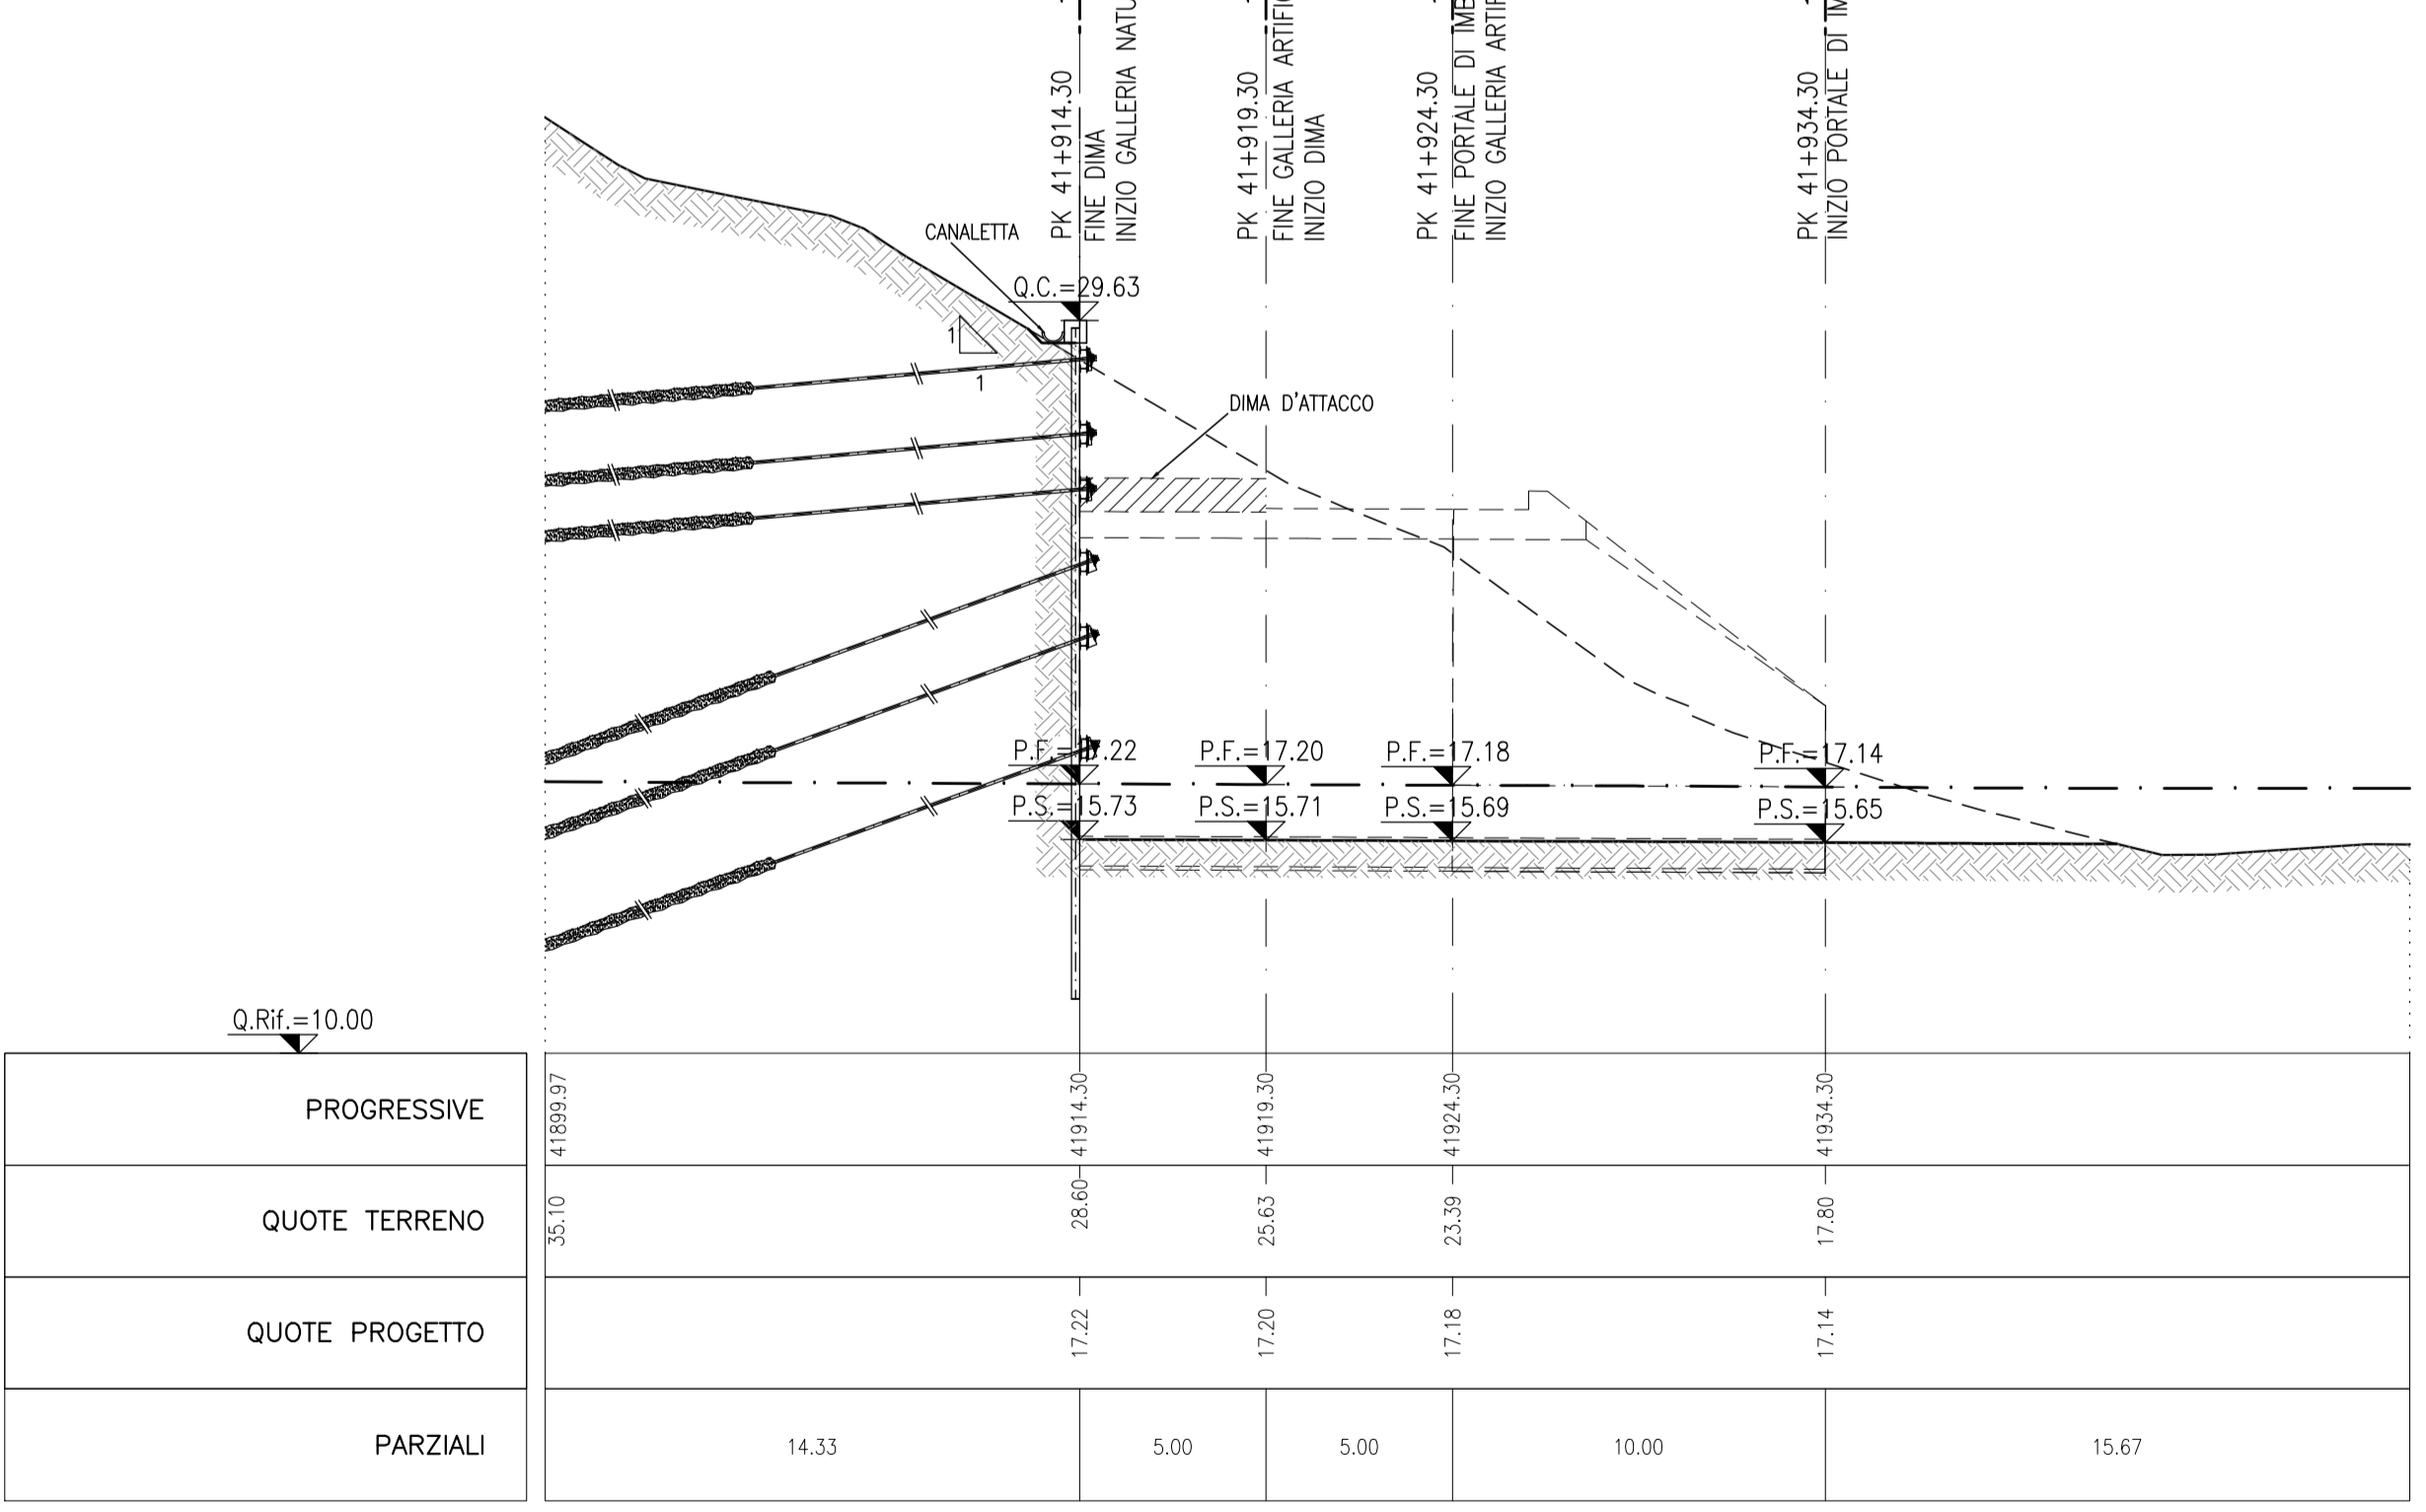 PK 41+914.30
FINE DIMA
INIZIO GALLERIA
PK 41+919.30
FINE GALLERIA
INIZIO DIMA
PK 41+924.30
FINE PORTALE DI
INIZIO GALLERIA
PK 41+934.30
INIZIO PORTALE DI
CANALETTA
Q.C.=29.63
1
1
DIMA D'ATTACCO
P.F.=17.22
P.F.=17.20
P.F.=17.18
P.F.=17.14
P.S.=15.73
P.S.=15.71
P.S.=15.69
P.S.=15.65
Q.Rif.=10.00
PROGRESSIVE 41899.97 41914.30 41919.30 41924.30 41934.30
QUOTE TERRENO 35.10 28.60 25.63 23.39 17.80
QUOTE PROGETTO 17.22 17.20 17.18 17.14
PARZIALI 14.33 5.00 5.00 10.00 15.67